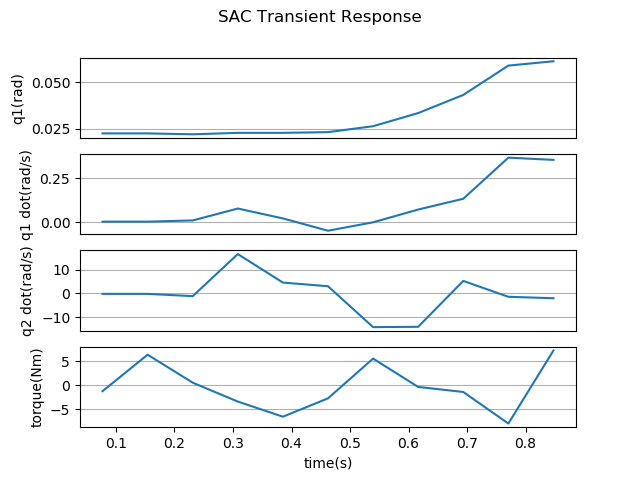 SAC Transient Response
q1(rad)
0.050
0.025
q1 dot(rad/s)
0.25
0.00
q2 dot(rad/s)
10
0
−10
torque(Nm)
5
0
−5
0.1 0.2 0.3 0.4 0.5 0.6 0.7 0.8
time(s)